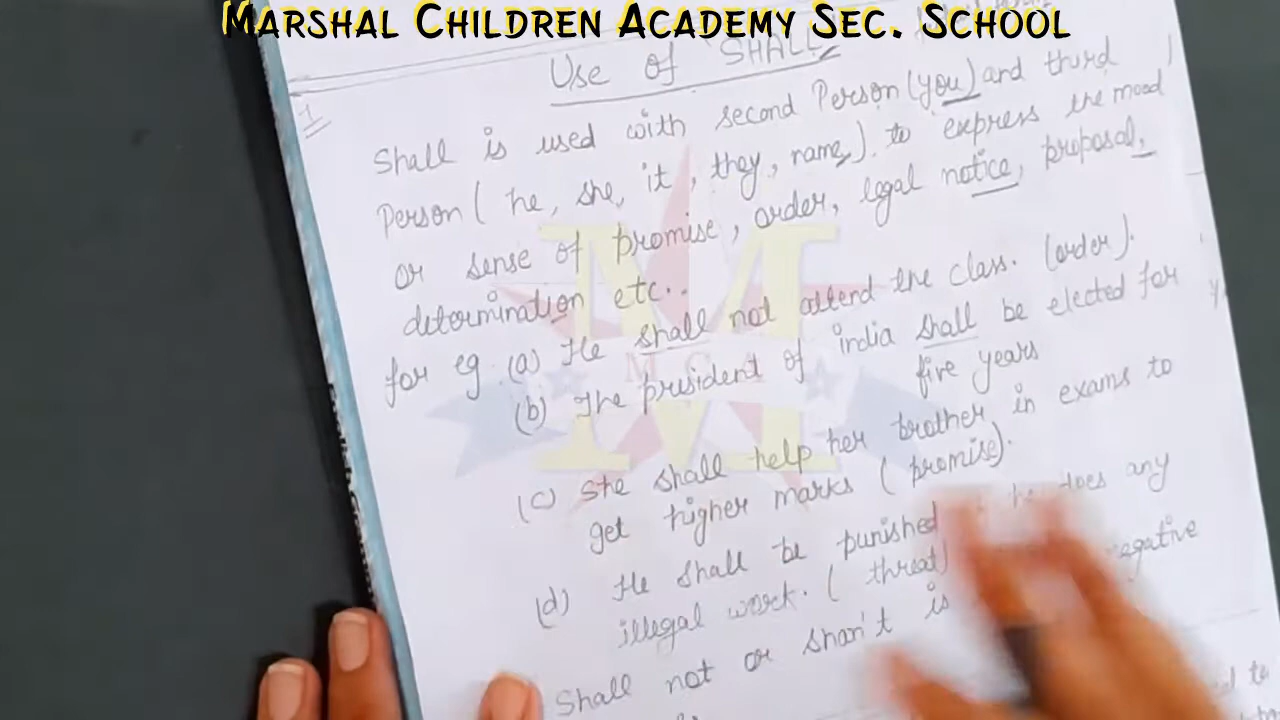 MARSHAL CHILDREN ACADEMY SEC. SCHOOL
Use of SHALL
1
Shall is used with second Person (you) and third
Person ( he, she, it , they, name ) to express the mood
or sense of promise , order, legal notice, proposal,
determination etc..
for eg. (a) He shall not attend the class. (order).
(b) The president of india shall be elected for
five years
(c) She shall help her brother in exams to
get higher marks ( promise).
(d) He shall be punished he does any
illegal work. ( threat)
Shall not or shan't is negative
M C A